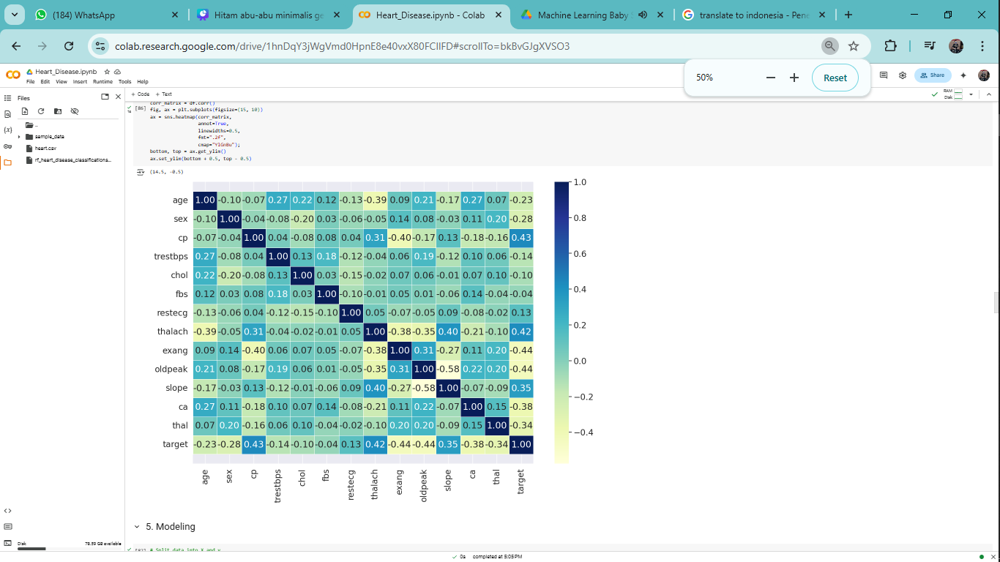 (184) WhatsApp
Hitam abu-abu minimalis ge
Heart_Disease.ipynb - Colab
Machine Learning Baby
translate to indonesia - Pene
colab.research.google.com/drive/1hnDqY3jWgVmd0HpnE8e40vxX80FClIFD#scrollTo=bkBvGJgXVSO3
50%
Reset
Heart_Disease.ipynb
File Edit View Insert Runtime Tools Help
Share
Files
+ Code + Text
RAM
Disk
..
sample_data
heart.csv
rf_heart_disease_classifications...
corr_matrix = df.corr()
[86] fig, ax = plt.subplots(figsize=(15, 10))
ax = sns.heatmap(corr_matrix,
annot=True,
linewidths=0.5,
fmt=".2f",
cmap="YlGnBu");
bottom, top = ax.get_ylim()
ax.set_ylim(bottom + 0.5, top - 0.5)
(14.5, -0.5)
age 1.00 -0.10 -0.07 0.27 0.22 0.12 -0.13 -0.39 0.09 0.21 -0.17 0.27 0.07 -0.23
sex -0.10 1.00 -0.04 -0.08 -0.20 0.03 -0.06 -0.05 0.14 0.08 -0.03 0.11 0.20 -0.28
cp -0.07 -0.04 1.00 0.04 -0.08 0.08 0.04 0.31 -0.40 -0.17 0.13 -0.18 -0.16 0.43
trestbps 0.27 -0.08 0.04 1.00 0.13 0.18 -0.12 -0.04 0.06 0.19 -0.12 0.10 0.06 -0.14
chol 0.22 -0.20 -0.08 0.13 1.00 0.03 -0.15 -0.02 0.07 0.06 -0.01 0.07 0.10 -0.10
fbs 0.12 0.03 0.08 0.18 0.03 1.00 -0.10 -0.01 0.05 0.01 -0.06 0.14 -0.04 -0.04
restecg -0.13 -0.06 0.04 -0.12 -0.15 -0.10 1.00 0.05 -0.07 -0.05 0.09 -0.08 -0.02 0.13
thalach -0.39 -0.05 0.31 -0.04 -0.02 -0.01 0.05 1.00 -0.38 -0.35 0.40 -0.21 -0.10 0.42
exang 0.09 0.14 -0.40 0.06 0.07 0.05 -0.07 -0.38 1.00 0.31 -0.27 0.11 0.20 -0.44
oldpeak 0.21 0.08 -0.17 0.19 0.06 0.01 -0.05 -0.35 0.31 1.00 -0.58 0.22 0.20 -0.44
slope -0.17 -0.03 0.13 -0.12 -0.01 -0.06 0.09 0.40 -0.27 -0.58 1.00 -0.07 -0.09 0.35
ca 0.27 0.11 -0.18 0.10 0.07 0.14 -0.08 -0.21 0.11 0.22 -0.07 1.00 0.15 -0.38
thal 0.07 0.20 -0.16 0.06 0.10 -0.04 -0.02 -0.10 0.20 0.20 -0.09 0.15 1.00 -0.34
target -0.23 -0.28 0.43 -0.14 -0.10 -0.04 0.13 0.42 -0.44 -0.44 0.35 -0.38 -0.34 1.00
age sex cp trestbps chol fbs restecg thalach exang oldpeak slope ca thal target
1.0
0.8
0.6
0.4
0.2
0.0
−0.2
−0.4
5. Modeling
# Split data into X and y
Disk 78.59 GB available
0s completed at 5:05PM